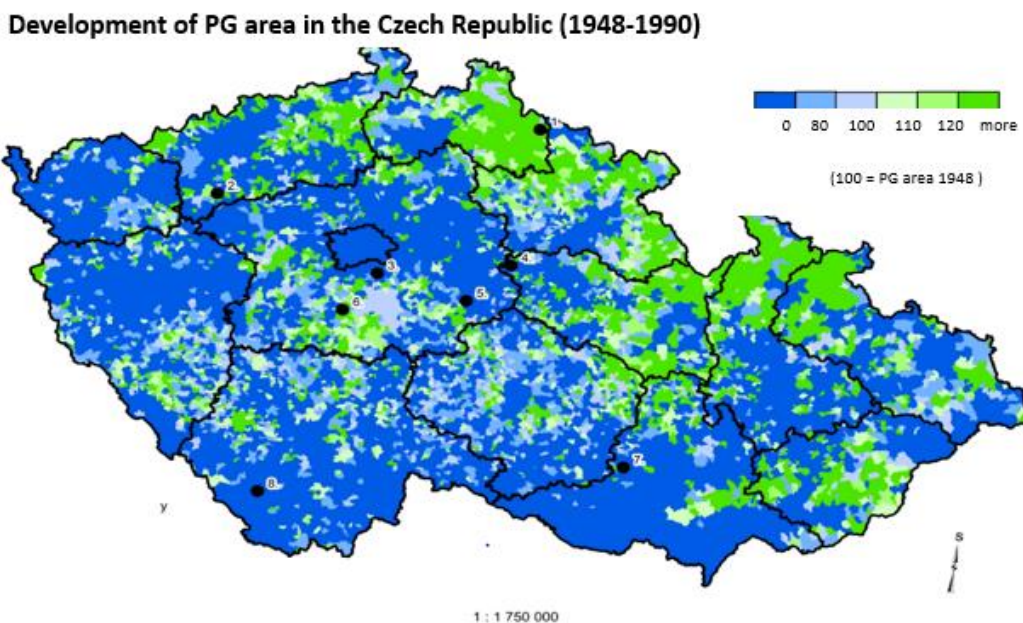 Development of PG area in the Czech Republic (1948-1990)
0 80 100 110 120 more
(100 = PG area 1948 )
1.
2.
3.
4.
5.
6.
7.
8.
y
S
1 : 1 750 000